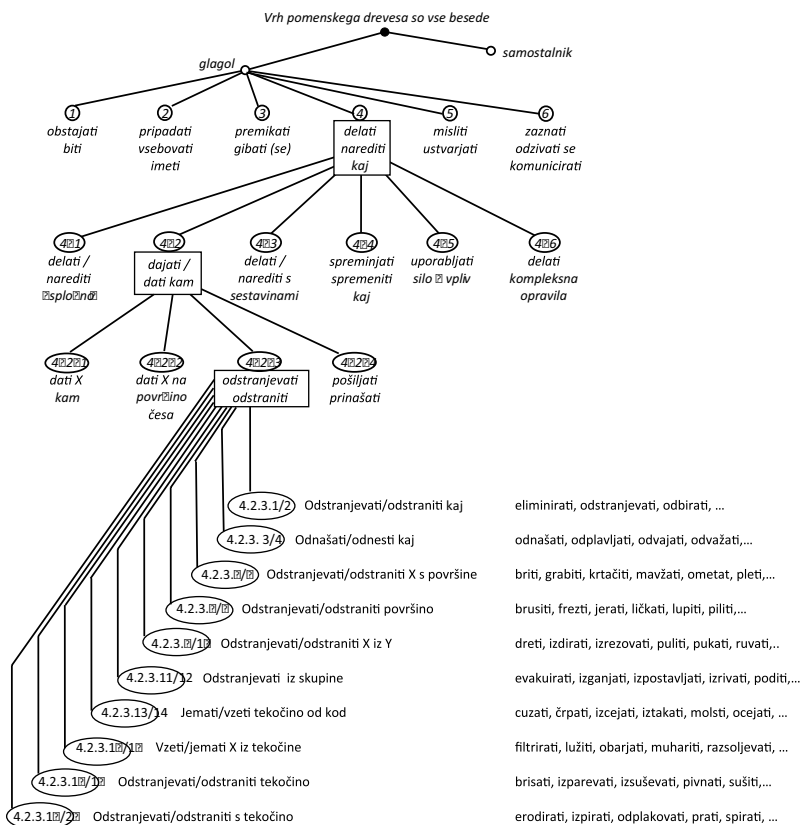 Vrh pomenskega drevesa so vse besede
samostalnik
glagol
1 2 3 4 5 6
obstajati
biti
pripadati
vsebovati
imeti
premikati
gibati (se)
delati
narediti
kaj
misliti
ustvarjati
zaznati
odzivati se
komunicirati
delati /
narediti
dajati /
dati kam
delati /
narediti s
sestavinami
spreminjati
spremeniti
kaj
uporabljati
silo vpliv
delati
kompleksna
opravila
dati X
kam
dati X na
česa
odstranjevati
odstraniti
pošiljati
prinašati
4.2.3.1/2 Odstranjevati/odstraniti kaj eliminirati, odstranjevati, odbirati, ...
4.2.3. 3/4 Odnašati/odnesti kaj odnašati, odplavljati, odvajati, odvažati,...
Odstranjevati/odstraniti X s površine briti, grabiti, krtačiti, mavžati, ometat, pleti,...
Odstranjevati/odstraniti površino brusiti, frezti, jerati, ličkati, lupiti, piliti,...
Odstranjevati/odstraniti X iz Y dreti, izdirati, izrezovati, puliti, pukati, ruvati,..
4.2.3.11/12 Odstranjevati iz skupine evakuirati, izganjati, izpostavljati, izrivati, poditi,...
4.2.3.13/14 Jemati/vzeti tekočino od kod cuzati, črpati, izcejati, iztakati, molsti, ocejati, ...
Vzeti/jemati X iz tekočine filtrirati, lužiti, obarjati, muhariti, razsoljevati, ...
Odstranjevati/odstraniti tekočino brisati, izparevati, izsuševati, pivnati, sušiti,...
Odstranjevati/odstraniti s tekočino erodirati, izpirati, odplakovati, prati, spirati, ...